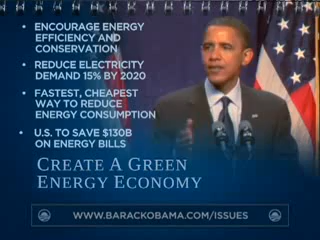 • ENCOURAGE ENERGY
EFFICIENCY AND
CONSERVATION
• REDUCE ELECTRICITY
DEMAND 15% BY 2020
• FASTEST, CHEAPEST
WAY TO REDUCE
ENERGY CONSUMPTION
• U.S. TO SAVE $130B
ON ENERGY BILLS
CREATE A GREEN
ENERGY ECONOMY
WWW.BARACKOBAMA.COM/ISSUES